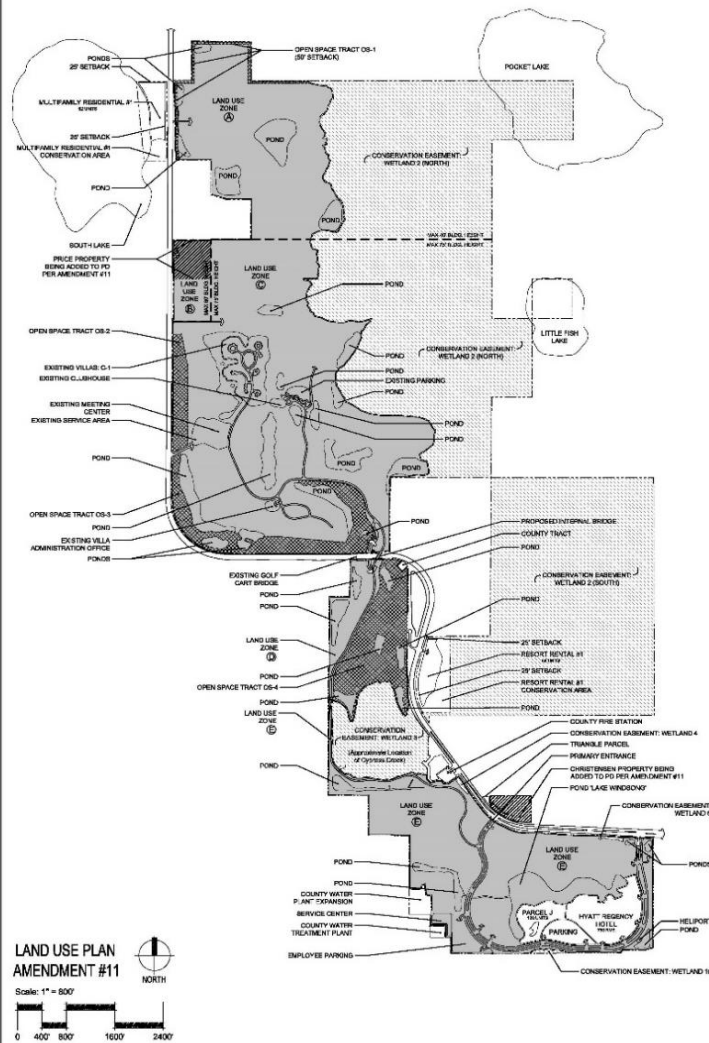 PONDS
25' SETBACK
OPEN SPACE TRACT OS-1
(50' SETBACK)
POCKET LAKE
MULTIFAMILY RESIDENTIAL #1
LAND USE
ZONE
A
25' SETBACK
MULTIFAMILY RESIDENTIAL #1
CONSERVATION AREA
POND
POND
POND
CONSERVATION EASEMENT:
WETLAND 2 (NORTH)
POND
POND
SOUTH LAKE
PRICE PROPERTY
BEING ADDED TO PD
PER AMENDMENT #11
LAND
USE
ZONE
B
LAND USE
ZONE
C
POND
OPEN SPACE TRACT OS-2
LITTLE FISH
LAKE
CONSERVATION EASEMENT:
WETLAND 2 (NORTH)
POND
EXISTING VILLAS: C-1
EXISTING CLUBHOUSE
POND
EXISTING PARKING
POND
EXISTING MEETING
CENTER
EXISTING SERVICE AREA
POND
POND
POND
POND
POND
POND
OPEN SPACE TRACT OS-3
POND
EXISTING VILLA
ADMINISTRATION OFFICE
PONDS
POND
PROPOSED INTERNAL BRIDGE
COUNTY TRACT
POND
EXISTING GOLF
CART BRIDGE
POND
POND
CONSERVATION EASEMENT:
WETLAND 2 (SOUTH)
POND
LAND USE
ZONE
D
25' SETBACK
RESORT RENTAL #1
25' SETBACK
RESORT RENTAL #1
CONSERVATION AREA
POND
OPEN SPACE TRACT OS-4
POND
POND
LAND USE
ZONE
E
COUNTY FIRE STATION
CONSERVATION EASEMENT: WETLAND 4
TRIANGLE PARCEL
PRIMARY ENTRANCE
CHRISTENSEN PROPERTY BEING
ADDED TO PD PER AMENDMENT #11
POND 'LAKE WINDSONG'
CONSERVATION
EASEMENT: WETLAND 3
(Approximate Location
of Cypress Creek)
POND
LAND USE
ZONE
E
CONSERVATION EASEMENT
WETLAND
LAND USE
ZONE
E
PONDS
POND
POND
COUNTY WATER
PLANT EXPANSION
SERVICE CENTER
COUNTY WATER
TREATMENT PLANT
EMPLOYEE PARKING
PARCEL J
PARKING
HYATT REGENCY
HOTEL
HELIPORT
POND
CONSERVATION EASEMENT: WETLAND
LAND USE PLAN
AMENDMENT #11
NORTH
Scale: 1" = 800'
0 400' 800' 1600' 2400'